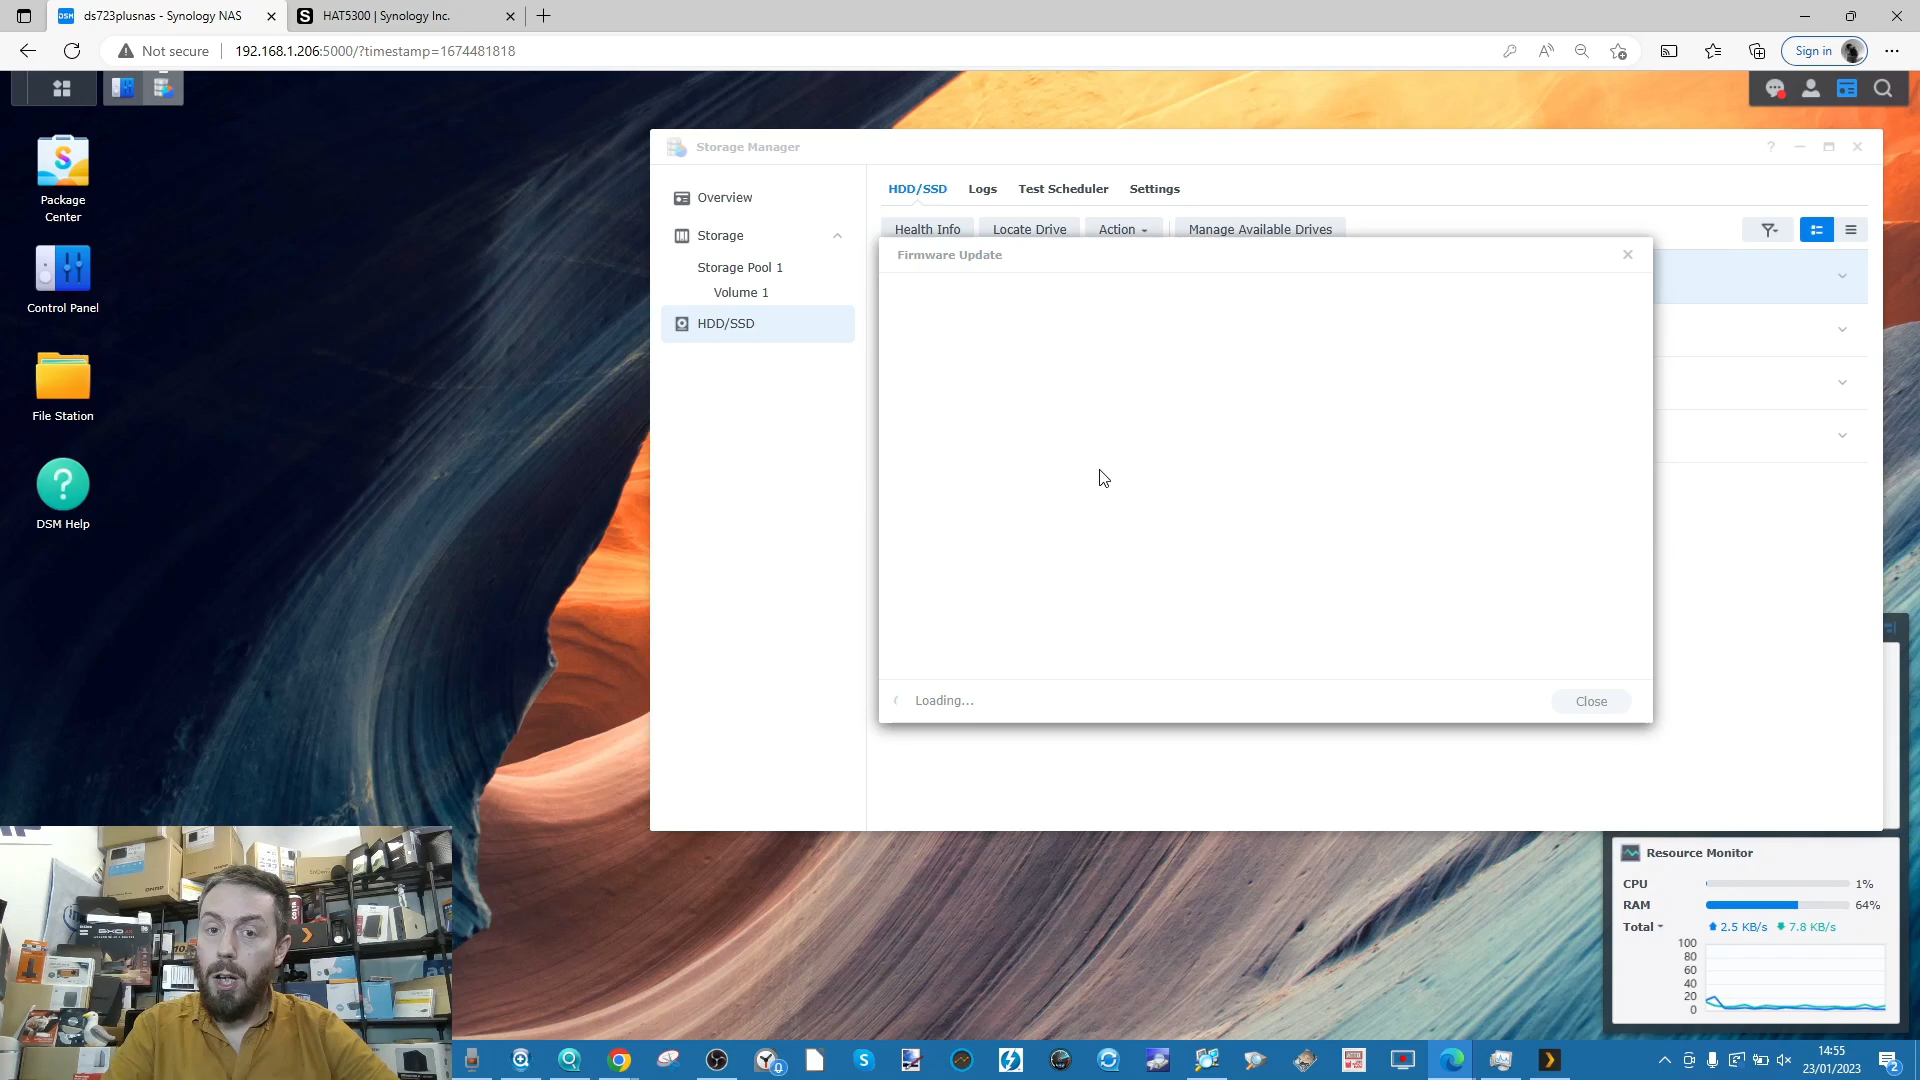 ds723plusnas - Synology NAS
HAT5300 | Synology Inc.
Not secure
192.168.1.206:5000/?timestamp=1674481818
Sign in
Package
Center
Control Panel
File Station
DSM Help
Storage Manager
Overview
Storage
Storage Pool 1
Volume 1
HDD/SSD
HDD/SSD
Logs
Test Scheduler
Settings
Health Info
Locate Drive
Action
Manage Available Drives
Firmware Update
Loading...
Close
Resource Monitor
CPU
1%
RAM
64%
Total
2.5 KB/s
7.8 KB/s
100
80
60
40
20
0
14:55
23/01/2023
2